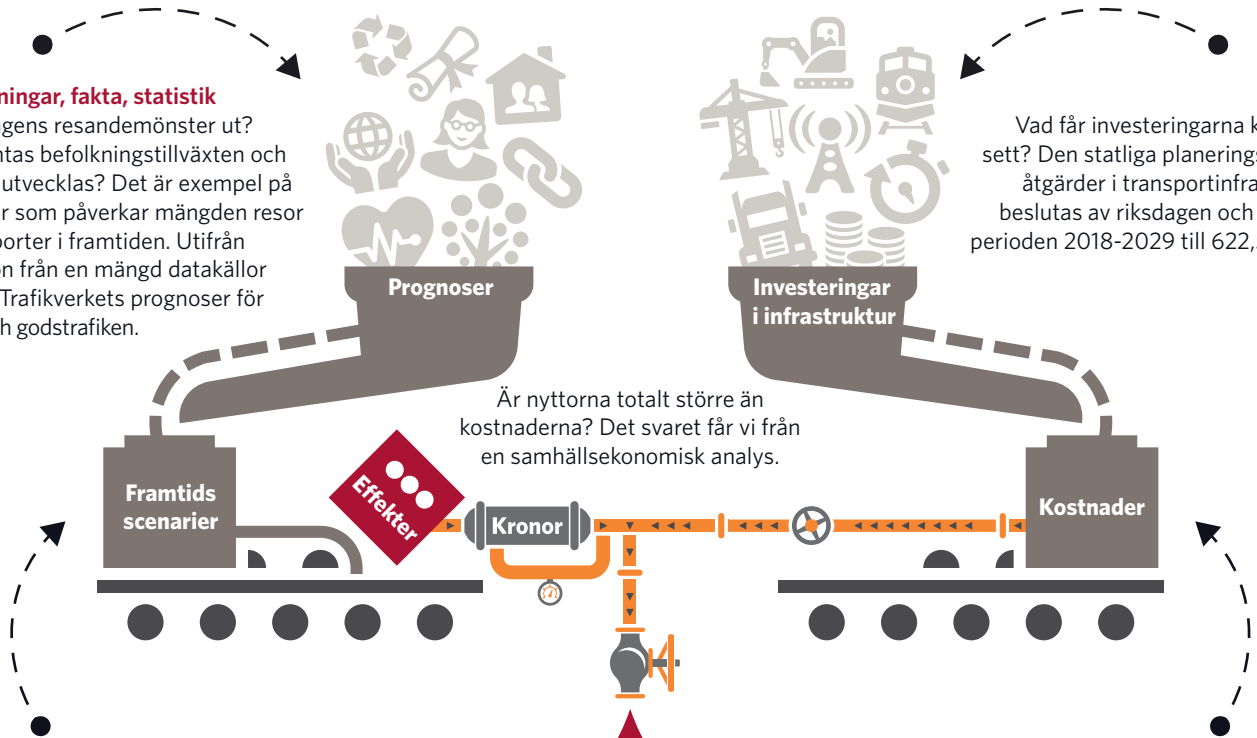 ningar, fakta, statistik
gens resandemönster ut?
ntas befolkningstillväxten och
utvecklas? Det är exempel på
r som påverkar mängden resor
porter i framtiden. Utifrån
n från en mängd datakällor
Trafikverkets prognoser för
h godstrafiken.
Prognoser
Investeringar
i infrastruktur
Vad får investeringarna k
sett? Den statliga planerings
åtgärder i transportinfra
beslutas av riksdagen och
perioden 2018-2029 till 622,
Är nyttorna totalt större än
kostnaderna? Det svaret får vi från
en samhällsekonomisk analys.
Framtids
scenarier
Effekter
Kronor
Kostnader